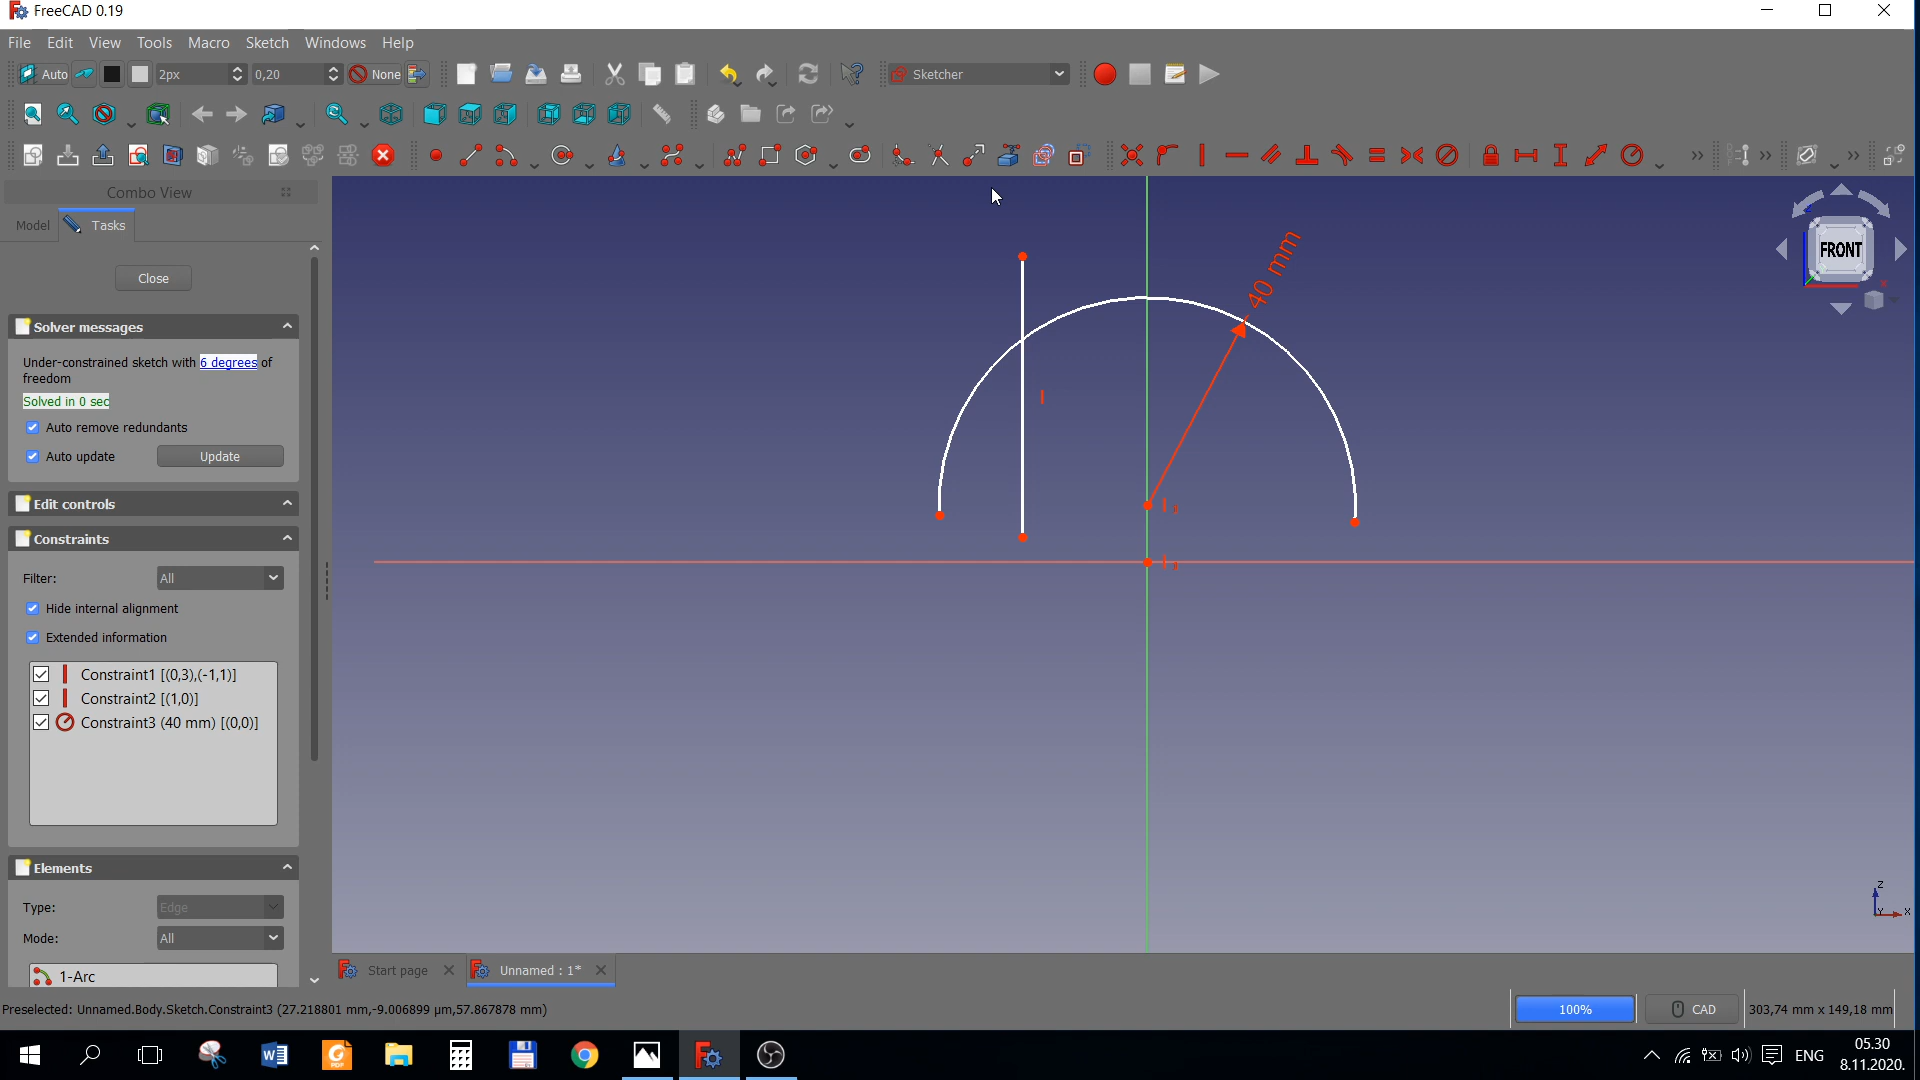 FreeCAD 0.19
File Edit View Tools Macro Sketch Windows Help
Auto 2px 0,20 None Sketcher
Combo View
Model Tasks
Close
Solver messages
Under-constrained sketch with 6 degrees of
freedom
Solved in 0 sec
Auto remove redundants
Auto update Update
Edit controls
Constraints
Filter: All
Hide internal alignment
Extended information
Constraint1 [(0,3),(-1,1)]
Constraint2 [(1,0)]
Constraint3 (40 mm) [(0,0)]
Elements
Type: Edge
Mode: All
1-Arc
40 mm
FRONT
z
x
Y
Start page Unnamed : 1*
Preselected: Unnamed.Body.Sketch.Constraint3 (27.218801 mm,-9.006899 μm,57.867878 mm)
100% CAD 303,74 mm x 149,18 mm
ENG
05.30
8.11.2020.